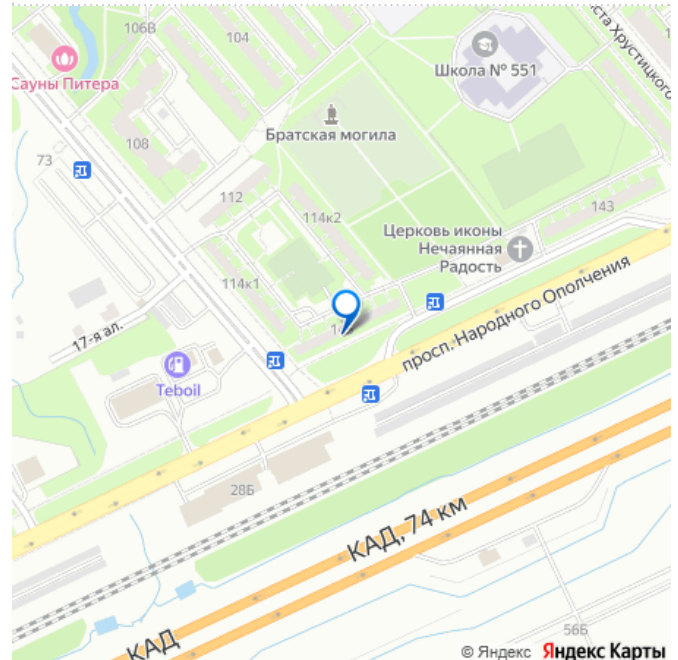 106В
104
Сауны Питера
Школа № 551
ста Хрустицкого
Братская могила
108
73
112
114к2
143
Церковь иконы
Нечаянная
Радость
114к1
17-я ал.
просп. Народного Ополчения
Teboil
28Б
КАД, 74 км
КАД
56Б
© Яндекс Яндекс Карты